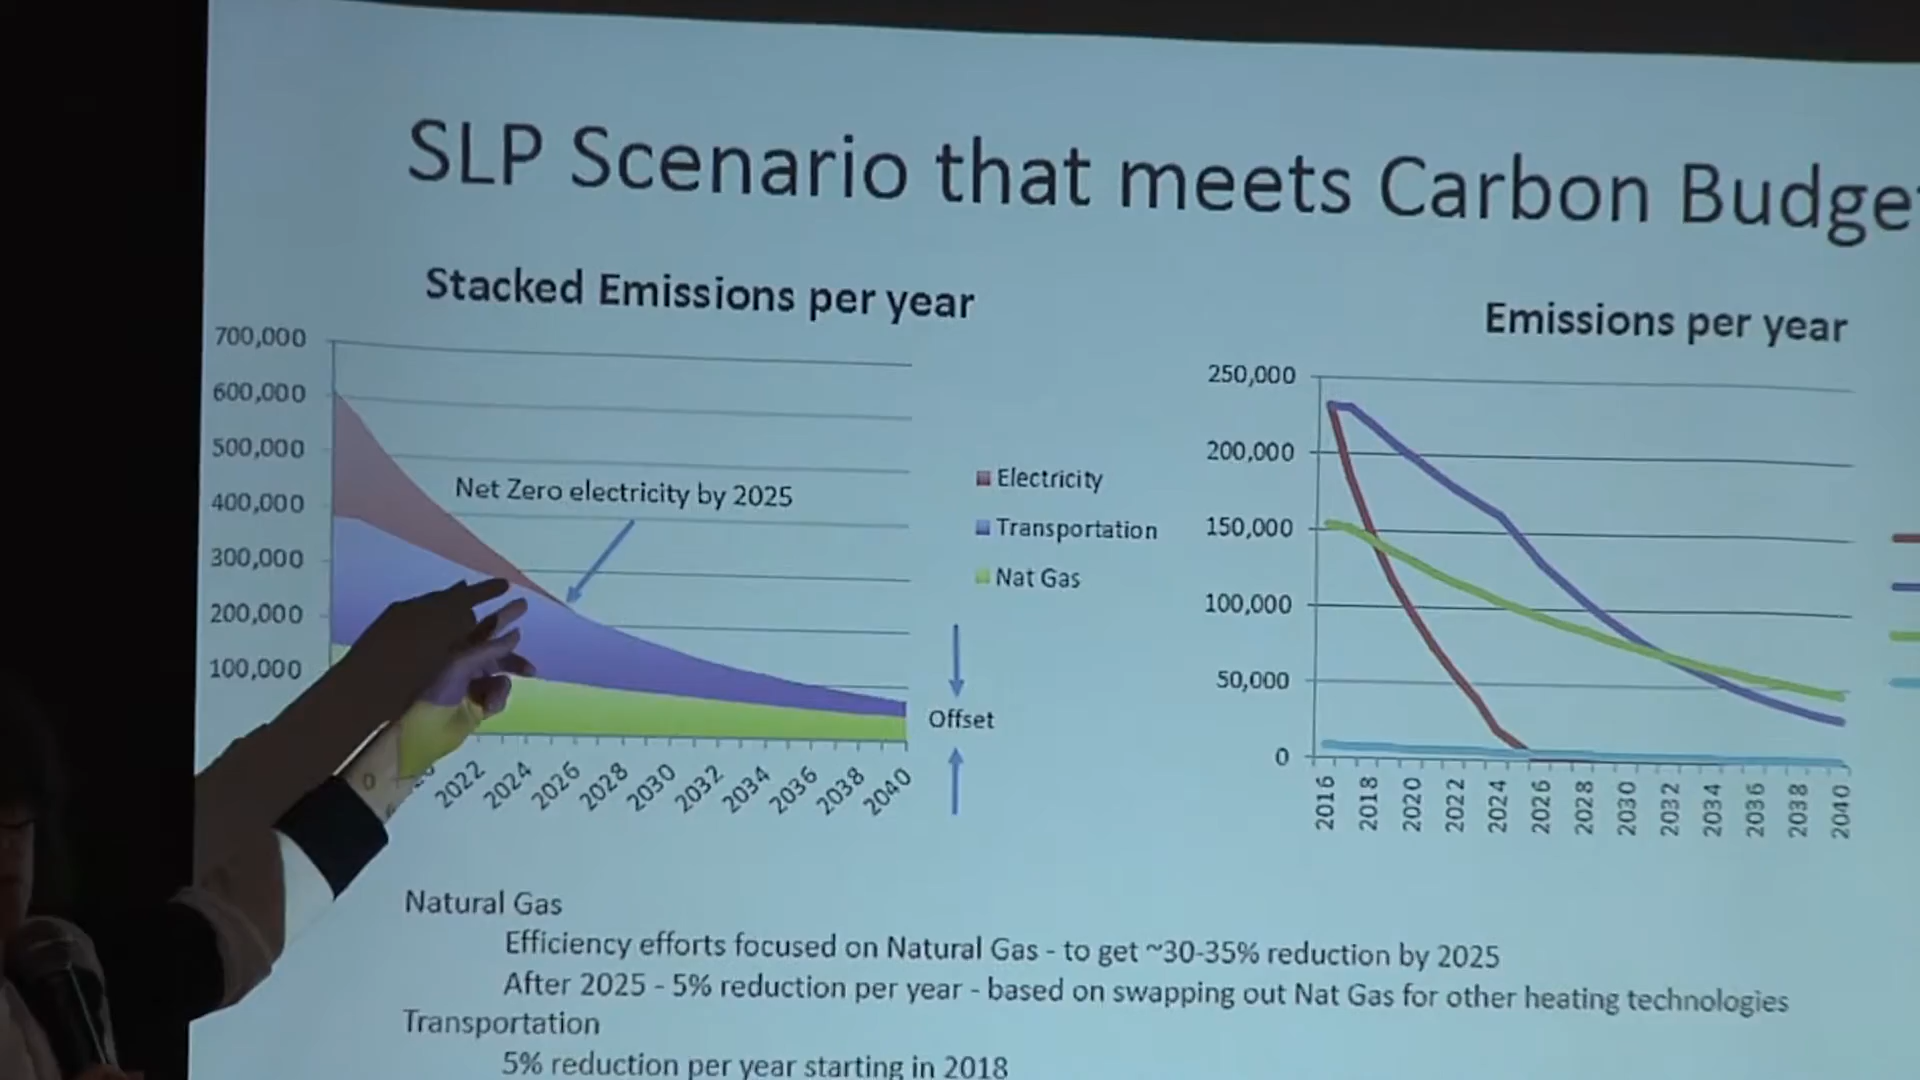 SLP Scenario that meets Carbon Budge
Stacked Emissions per year
700,000
600,000
500,000
400,000
300,000
200,000
100,000
Net Zero electricity by 2025
Electricity
Transportation
Nat Gas
Offset
2022
2024
2026
2028
2030
2032
2034
2036
2038
2040
Emissions per year
250,000
200,000
150,000
100,000
50,000
0
2016
2018
2020
2022
2024
2026
2028
2030
2032
2034
2036
2038
2040
Natural Gas
Efficiency efforts focused on Natural Gas - to get ~30-35% reduction by 2025
After 2025 - 5% reduction per year - based on swapping out Nat Gas for other heating technologies
Transportation
5% reduction per year starting in 2018